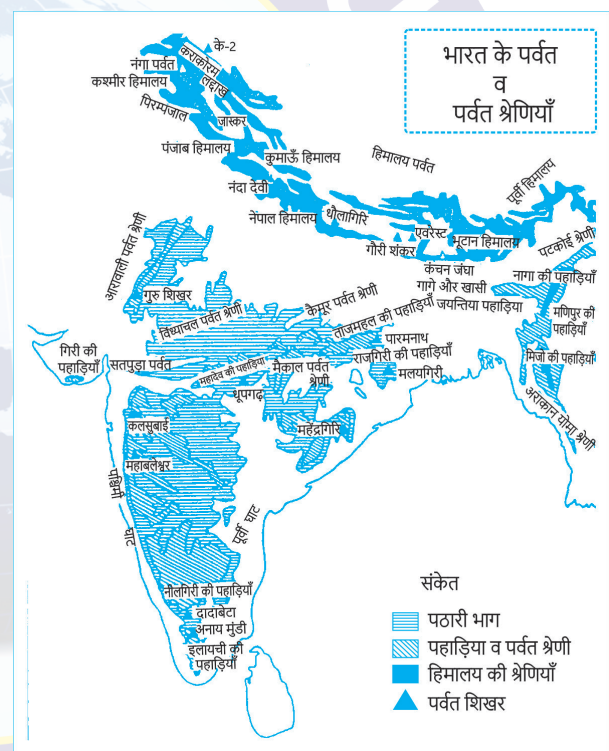 भारत के पर्वत
व
पर्वत श्रेणियाँ
के-2
काराकोरम
नंगा पर्वत
लद्दाख
कश्मीर हिमालय
पिरम्पजाल
जास्कर
पंजाब हिमालय
कुमाऊँ हिमालय
हिमालय पर्वत
नंदा देवी
पूर्वी हिमालय
नेपाल हिमालय
धौलागिरि
एवरेस्ट
गौरी शंकर
भूटान हिमालय
पटकोई श्रेणी
कंचन जंघा
आरावाली पर्वत श्रेणी
गागे और खासी
नागा की पहाड़ियाँ
गुरु शिखर
विंध्याचल पर्वत श्रेणी
कैमूर पर्वत श्रेणी
ताजमहल की पहाड़ियाँ
जयन्तिया पहाड़िया
मणिपुर की
पहाड़ियाँ
पारमनाथ
गिरी की
पहाड़ियाँ
सतपुड़ा पर्वत
महादेव की पहाड़िया
मैकाल पर्वत
श्रेणी
राजगिरी की पहाड़ियाँ
मिजो की पहाड़ियाँ
मलयगिरी
धूपगढ़
अराकान योमा श्रेणी
कलसुबाई
महेंद्रगिरि
महाबलेश्वर
पश्चिमी
घाट
पूर्वी घाट
नीलगिरी की पहाड़ियाँ
दादाबेटा
अनाय मुंडी
इलायची की
पहाड़ियाँ
संकेत
पठारी भाग
पहाड़िया व पर्वत श्रेणी
हिमालय की श्रेणियाँ
पर्वत शिखर